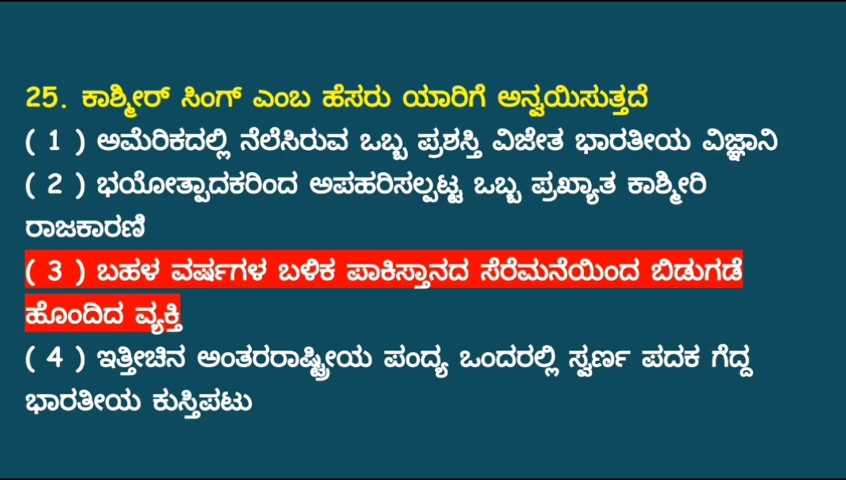 25. ಕಾಶ್ಮೀರ್ ಸಿಂಗ್ ಎಂಬ ಹೆಸರು ಯಾರಿಗೆ ಅನ್ವಯಿಸುತ್ತದೆ
( 1 ) ಅಮೆರಿಕದಲ್ಲಿ ನೆಲೆಸಿರುವ ಒಬ್ಬ ಪ್ರಶಸ್ತಿ ವಿಜೇತ ಭಾರತೀಯ ವಿಜ್ಞಾನಿ
( 2 ) ಭಯೋತ್ಪಾದಕರಿಂದ ಅಪಹರಿಸಲ್ಪಟ್ಟ ಒಬ್ಬ ಪ್ರಖ್ಯಾತ ಕಾಶ್ಮೀರಿ
ರಾಜಕಾರಣಿ
( 3 ) ಬಹಳ ವರ್ಷಗಳ ಬಳಿಕ ಪಾಕಿಸ್ತಾನದ ಸೆರೆಮನೆಯಿಂದ ಬಿಡುಗಡೆ
ಹೊಂದಿದ ವ್ಯಕ್ತಿ
( 4 ) ಇತ್ತೀಚಿನ ಅಂತರರಾಷ್ಟ್ರೀಯ ಪಂದ್ಯ ಒಂದರಲ್ಲಿ ಸ್ವರ್ಣ ಪದಕ ಗೆದ್ದ
ಭಾರತೀಯ ಕುಸ್ತಿಪಟು